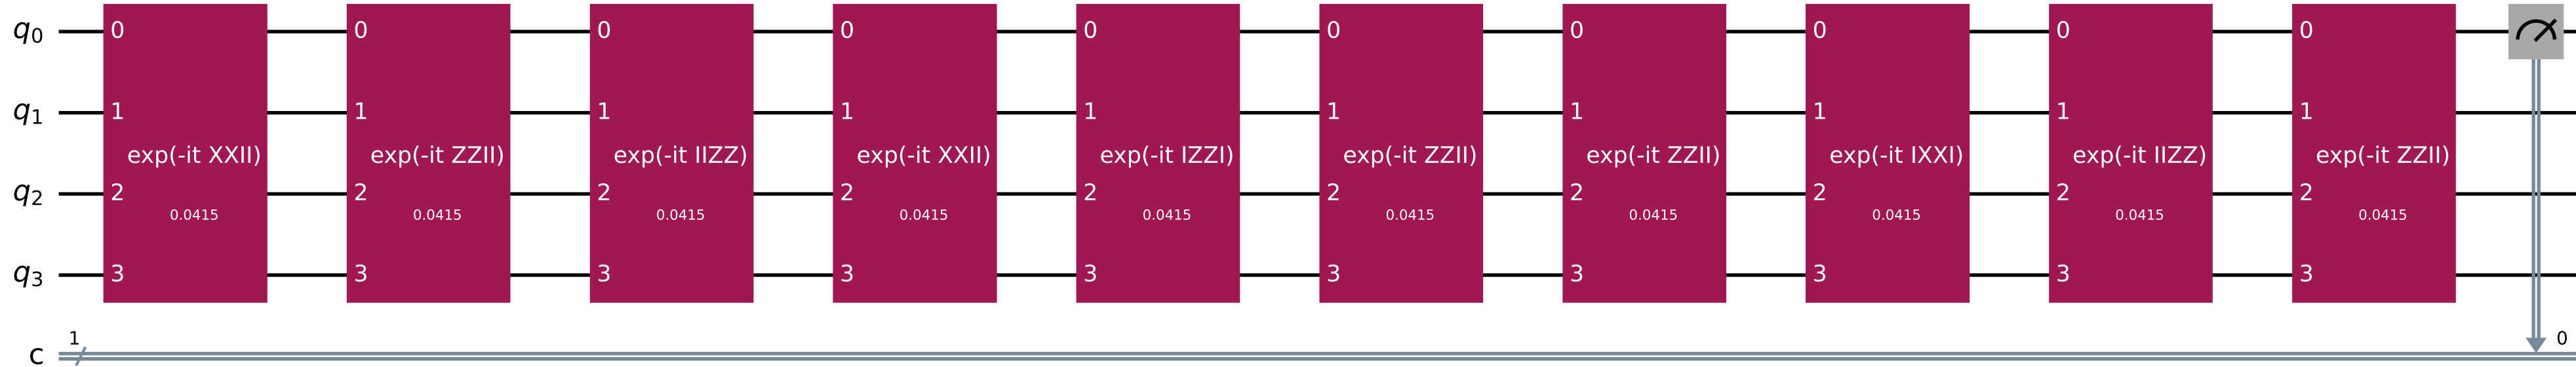 q0 0 0 0 0 0 0 0 0 0 0
q1 1 1 1 1 1 1 1 1 1 1
exp(-it XXII) exp(-it ZZII) exp(-it IIZZ) exp(-it XXII) exp(-it IZZI) exp(-it ZZII) exp(-it ZZII) exp(-it IXXI) exp(-it IIZZ) exp(-it ZZII)
q2 2 2 2 2 2 2 2 2 2 2
0.0415 0.0415 0.0415 0.0415 0.0415 0.0415 0.0415 0.0415 0.0415 0.0415
q3 3 3 3 3 3 3 3 3 3 3
1 0
c